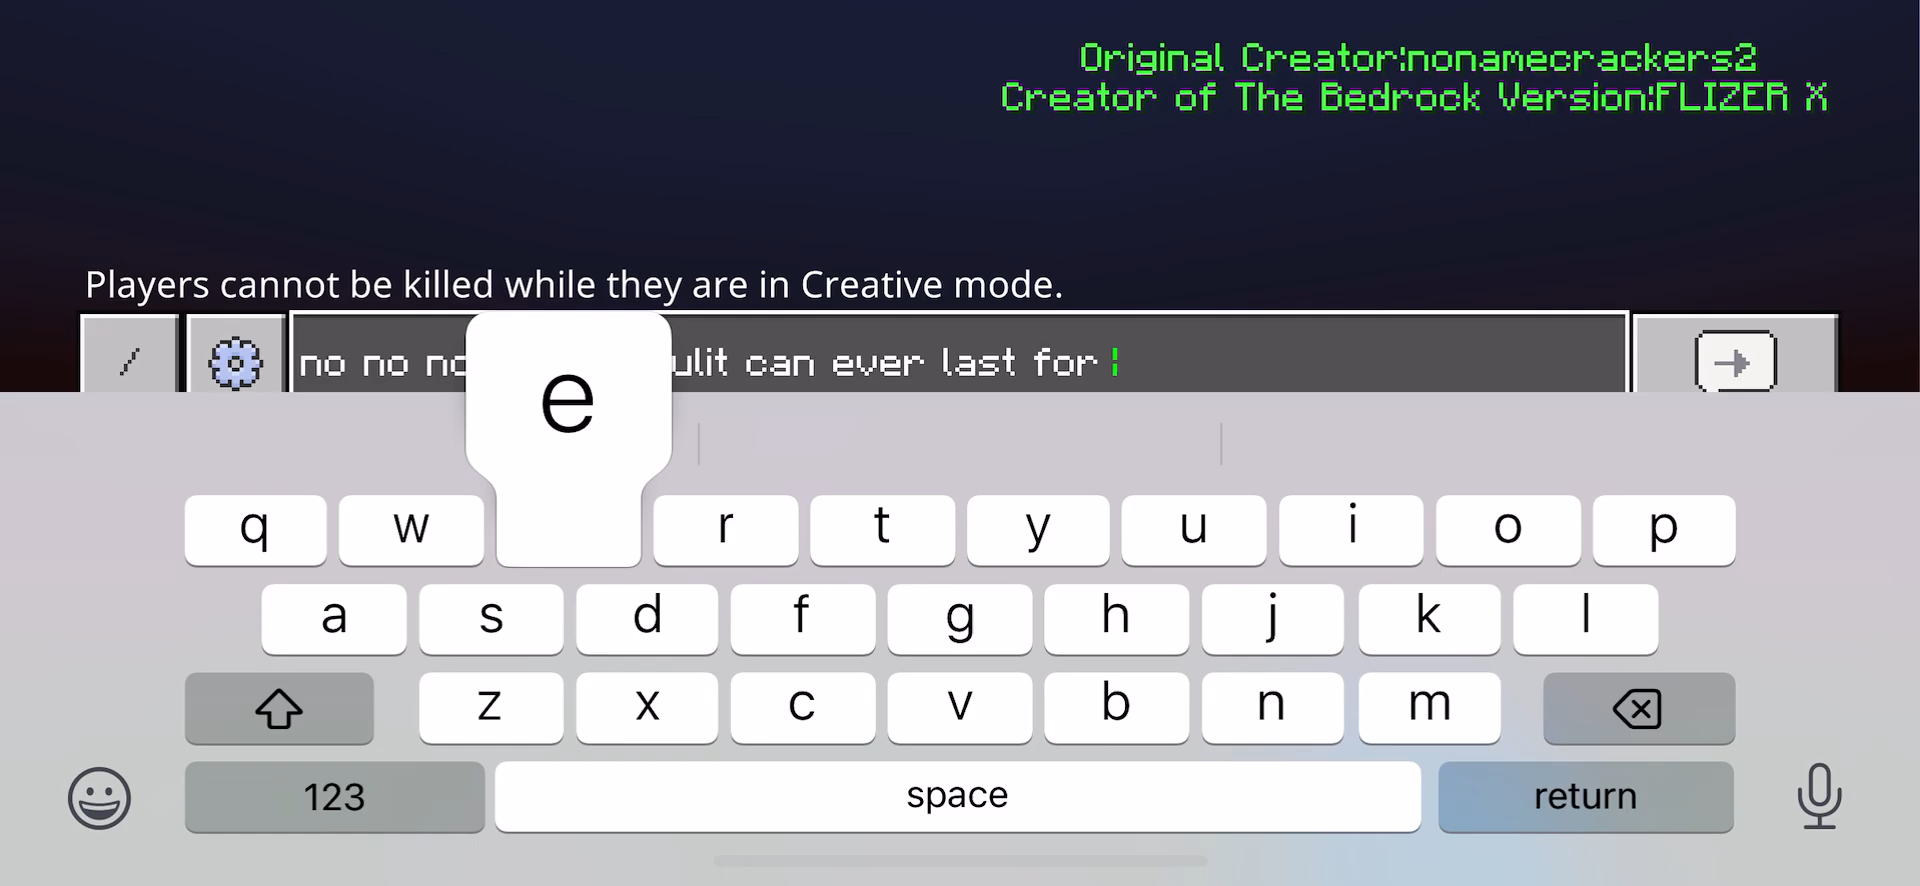 Original Creator:nonamecrackers2
Creator of The Bedrock Version:FLIZER X
Players cannot be killed while they are in Creative mode.
/
no no no ulit can ever last for
e
q w r t y u i o p
a s d f g h j k l
z x c v b n m
123 space return